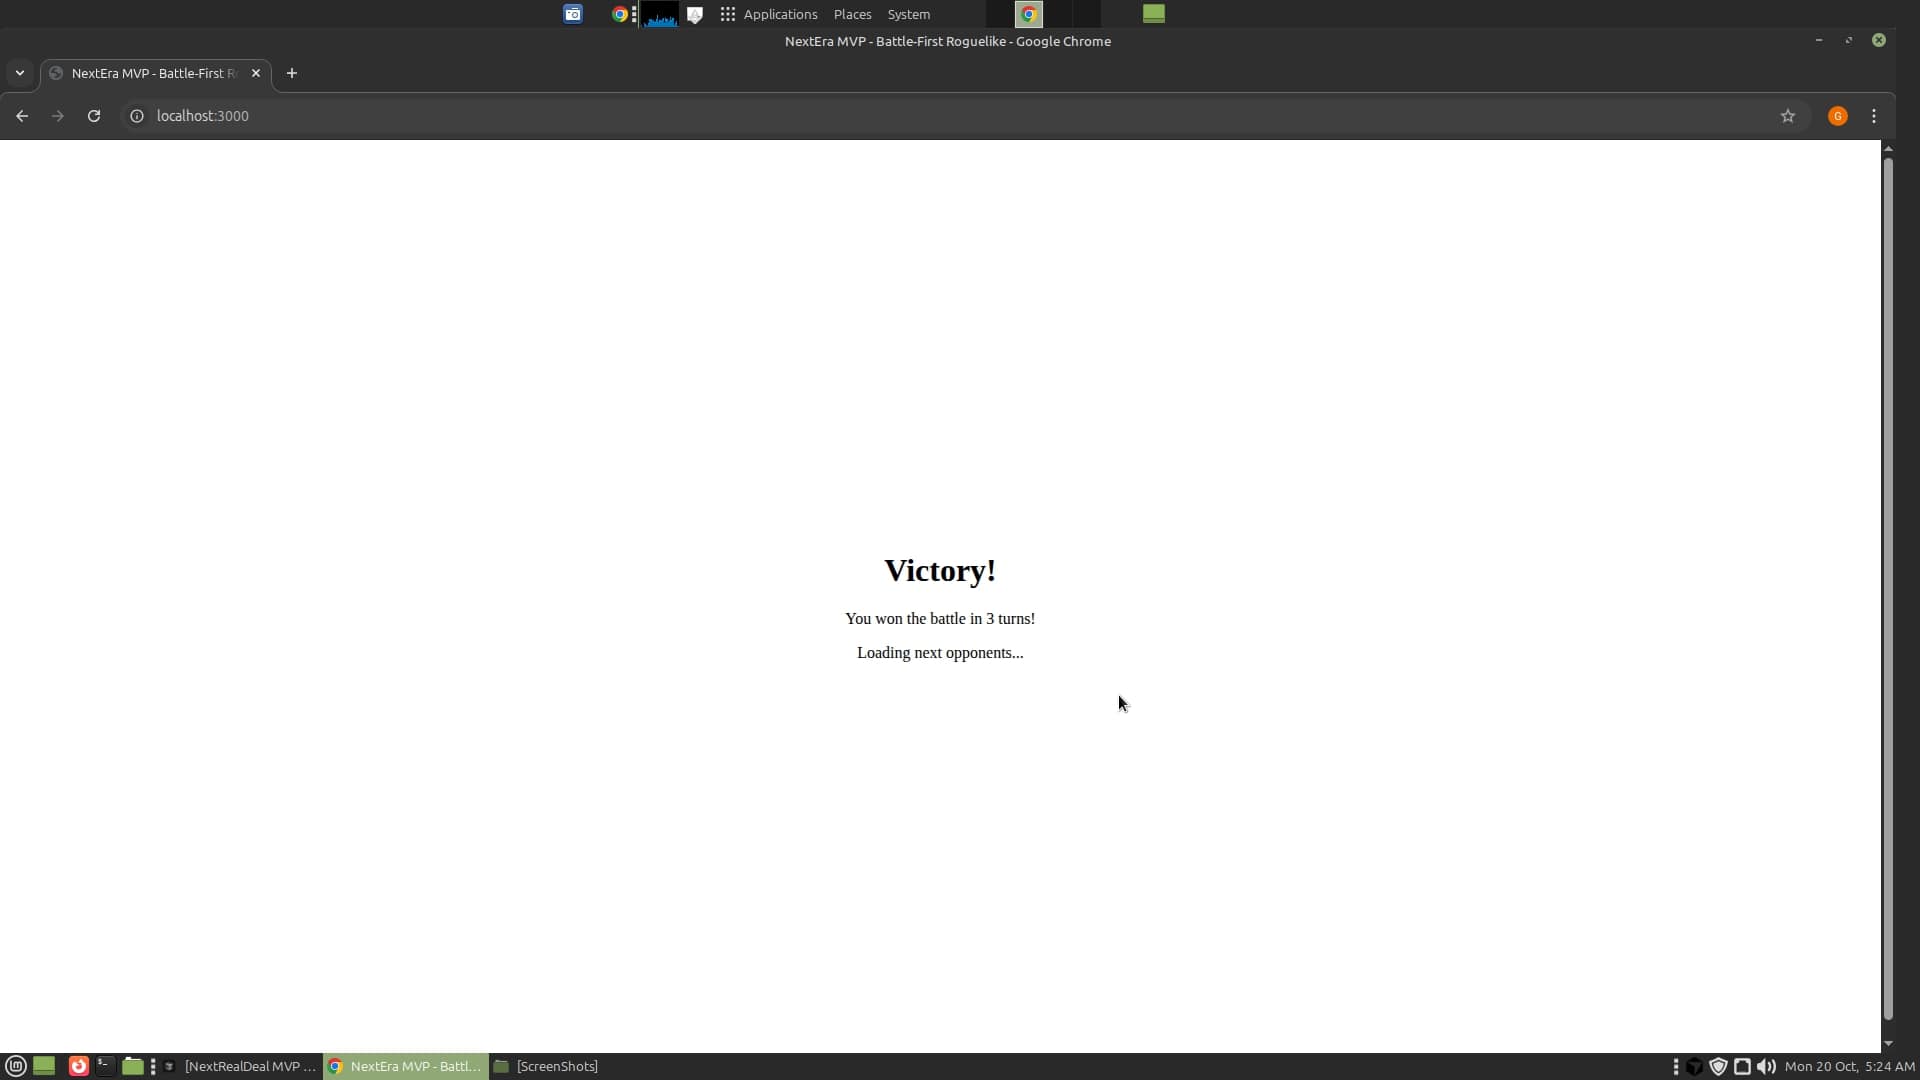 Applications Places System
NextEra MVP - Battle-First Roguelike - Google Chrome
NextEra MVP - Battle-First R
localhost:3000
G
Victory!
You won the battle in 3 turns!
Loading next opponents...
[NextRealDeal MVP ...
NextEra MVP - Battl...
[ScreenShots]
Mon 20 Oct, 5:24 AM